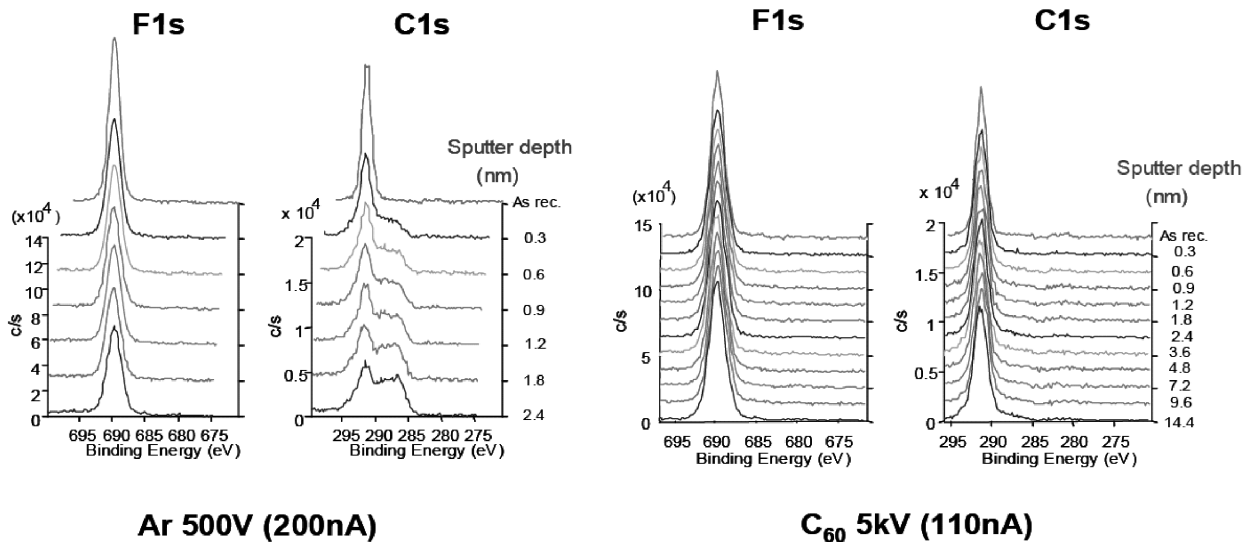 F1s
C1s
Sputter depth
(nm)
(x10⁴)
14
12
10
8
6
4
2
0
c/s
695 690 685 680 675
Binding Energy (eV)
x 10⁴
2
1.5
1
0.5
0
c/s
295 290 285 280 275
Binding Energy (eV)
As rec.
0.3
0.6
0.9
1.2
1.8
2.4
Ar 500V (200nA)
F1s
C1s
Sputter depth
(nm)
(x10⁴)
15
10
5
0
c/s
695 690 685 680 675
Binding Energy (eV)
x 10⁴
2
1.5
1
0.5
0
c/s
295 290 285 280 275
Binding Energy (eV)
As rec.
0.3
0.6
0.9
1.2
1.8
2.4
3.6
4.8
7.2
9.6
14.4
C₆₀ 5kV (110nA)